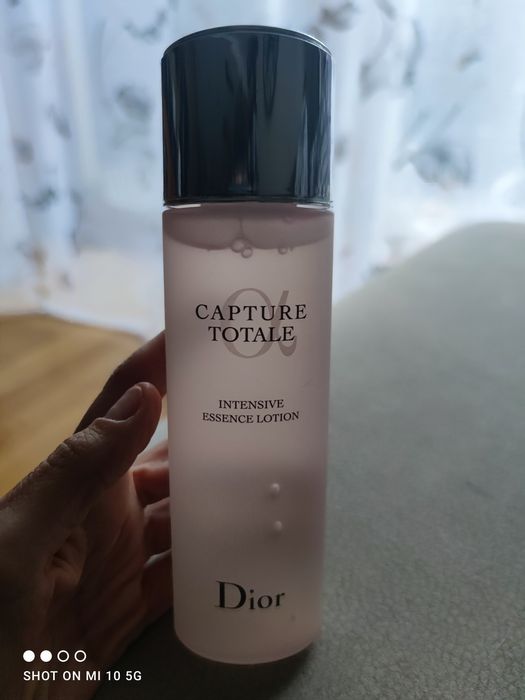 CAPTURE
TOTALE
INTENSIVE
ESSENCE LOTION
Dior
SHOT ON MI 10 5G